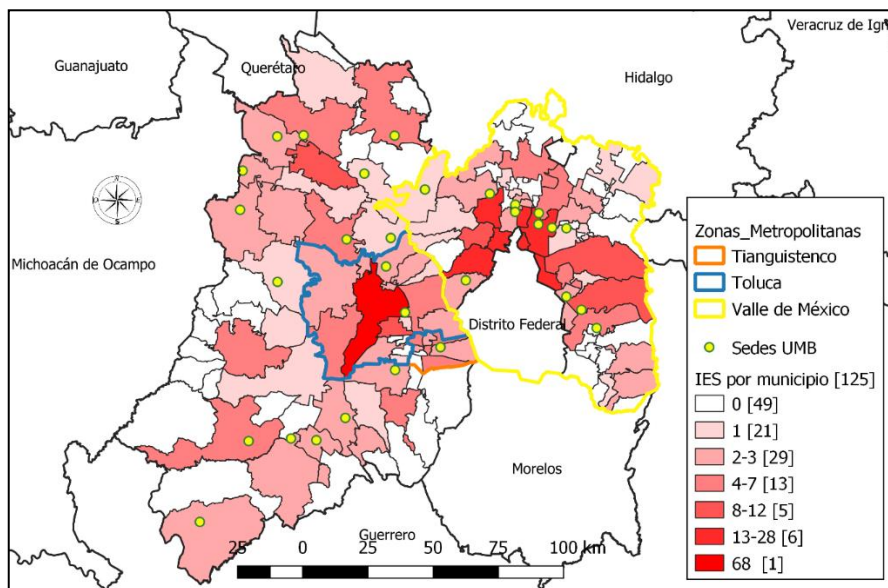 Veracruz de Ign
Guanajuato
Querétaro
Hidalgo
N
E
S
Michoacán de Ocampo
Distrito Federal
Morelos
Guerrero
25 0 25 50 75 100 km
Zonas_Metropolitanas
Tianguistenco
Toluca
Valle de México
Sedes UMB
IES por municipio [125]
0 [49]
1 [21]
2-3 [29]
4-7 [13]
8-12 [5]
13-28 [6]
68 [1]